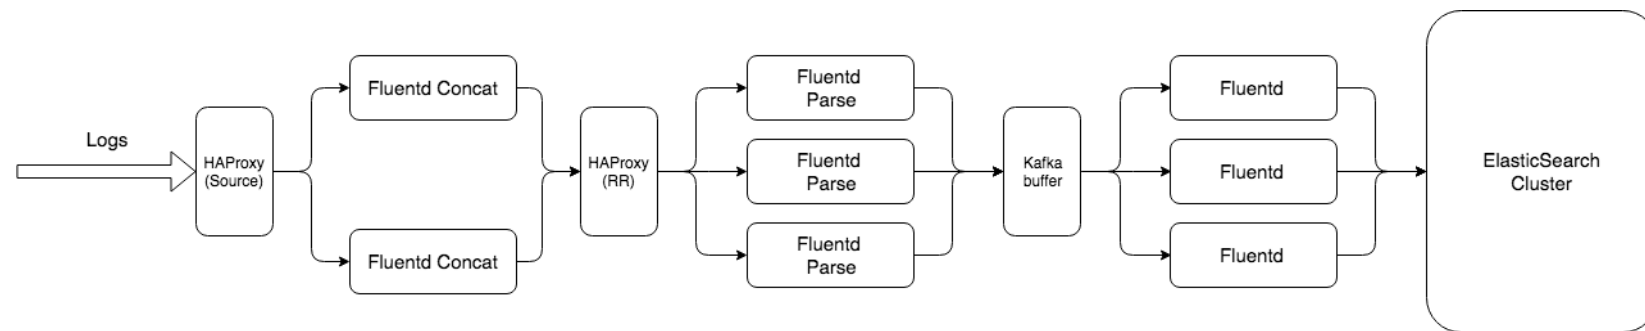 Logs
HAProxy
(Source)
Fluentd Concat
Fluentd Concat
HAProxy
(RR)
Fluentd
Parse
Fluentd
Parse
Fluentd
Parse
Kafka
buffer
Fluentd
Fluentd
Fluentd
ElasticSearch
Cluster